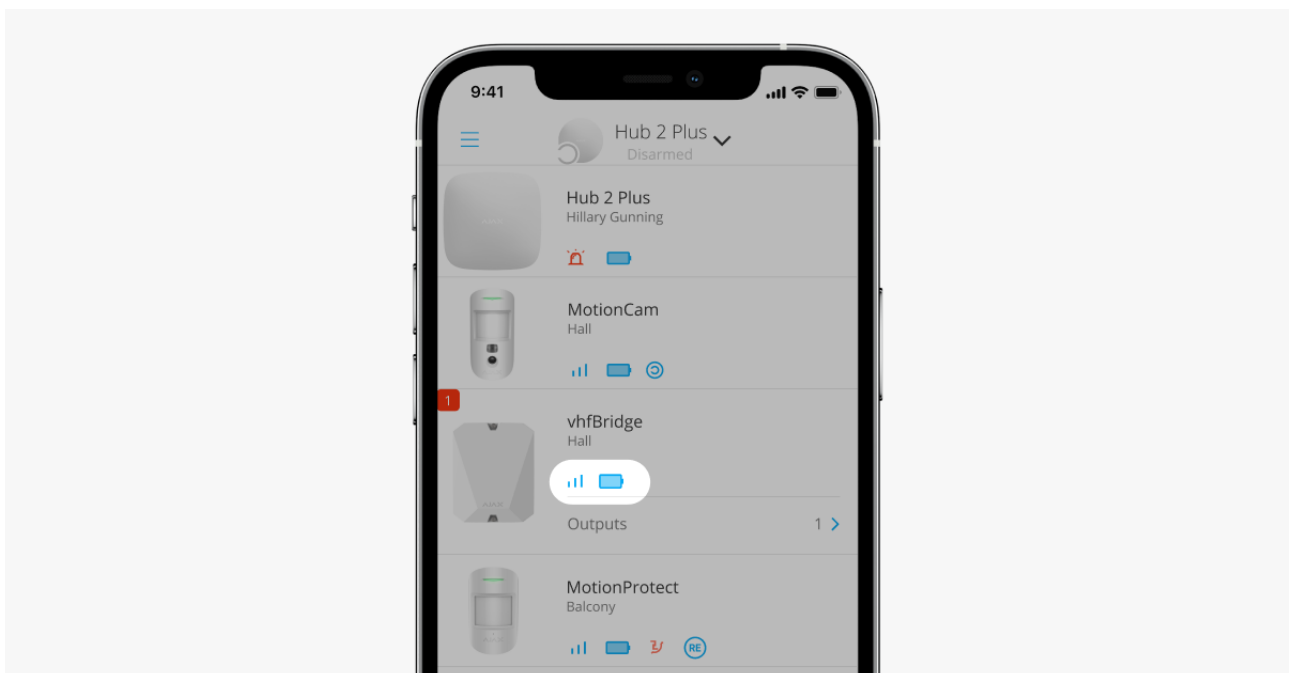 9:41
Hub 2 Plus
Disarmed
Hub 2 Plus
Hillary Gunning
MotionCam
Hall
1
vhfBridge
Hall
AJAX
Outputs 1
MotionProtect
Balcony
RE